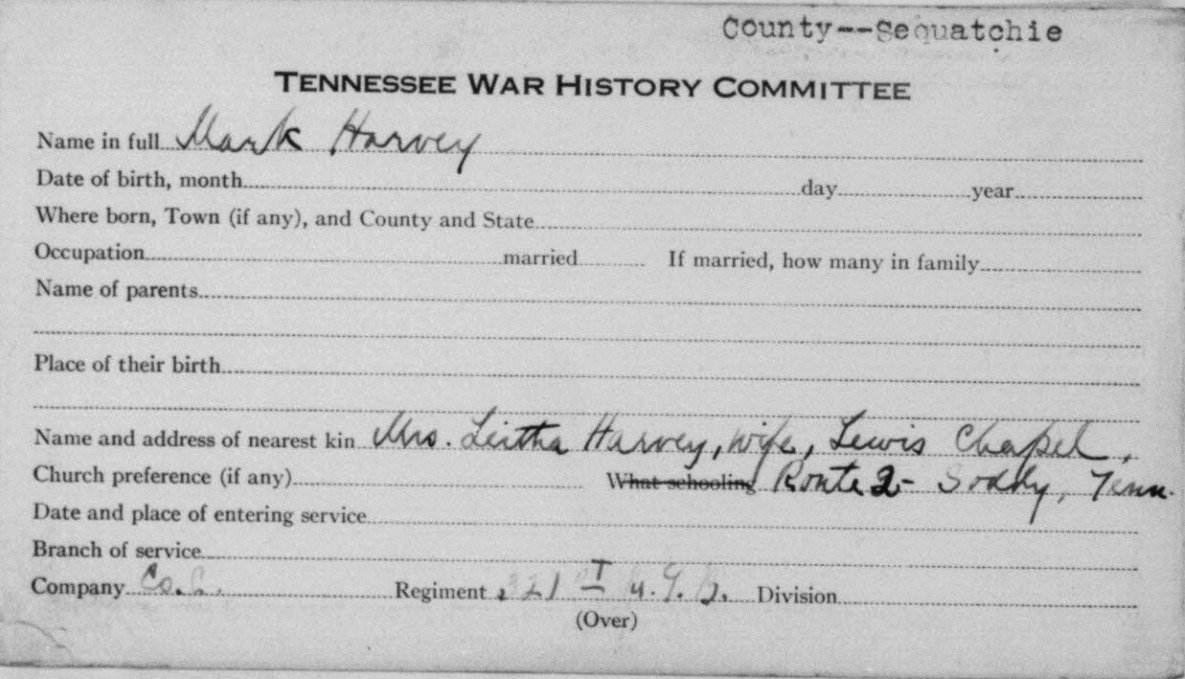 County--Sequatchie
TENNESSEE WAR HISTORY COMMITTEE
Name in full Mark Harvey
Date of birth, month day year
Where born, Town (if any), and County and State
Occupation married If married, how many in family
Name of parents
Place of their birth
Name and address of nearest kin Mrs. Leitha Harvey, wife, Lewis Chapel,
Church preference (if any) What schooling Route 2- Soddy, Tenn.
Date and place of entering service
Branch of service
Company Co. Regiment 321 Division
(Over)